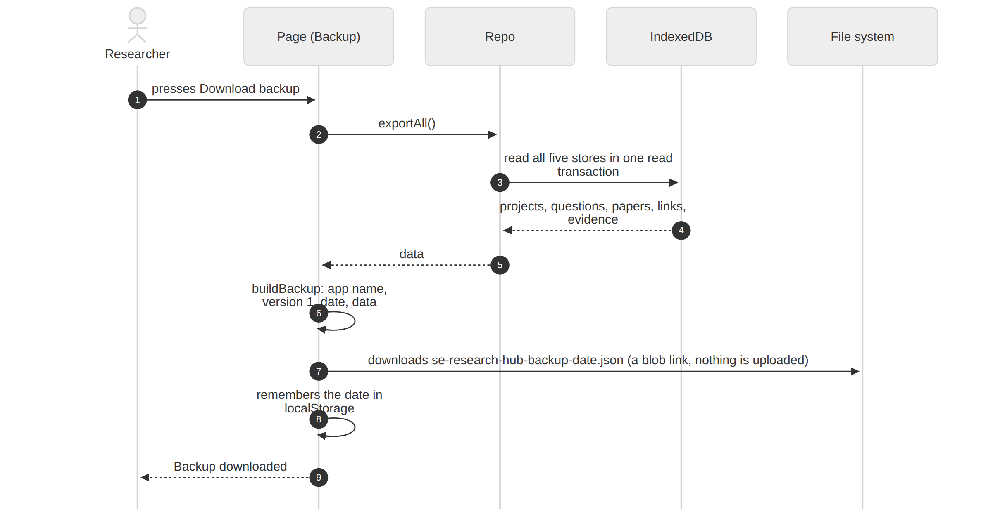 Researcher
Page (Backup)
Repo
IndexedDB
File system
presses Download backup
1
exportAll()
2
read all five stores in one read
transaction
3
projects, questions, papers, links,
evidence
4
data
5
buildBackup: app name,
version 1, date, data
6
downloads se-research-hub-backup-date.json (a blob link, nothing is uploaded)
7
remembers the date in
localStorage
8
Backup downloaded
9